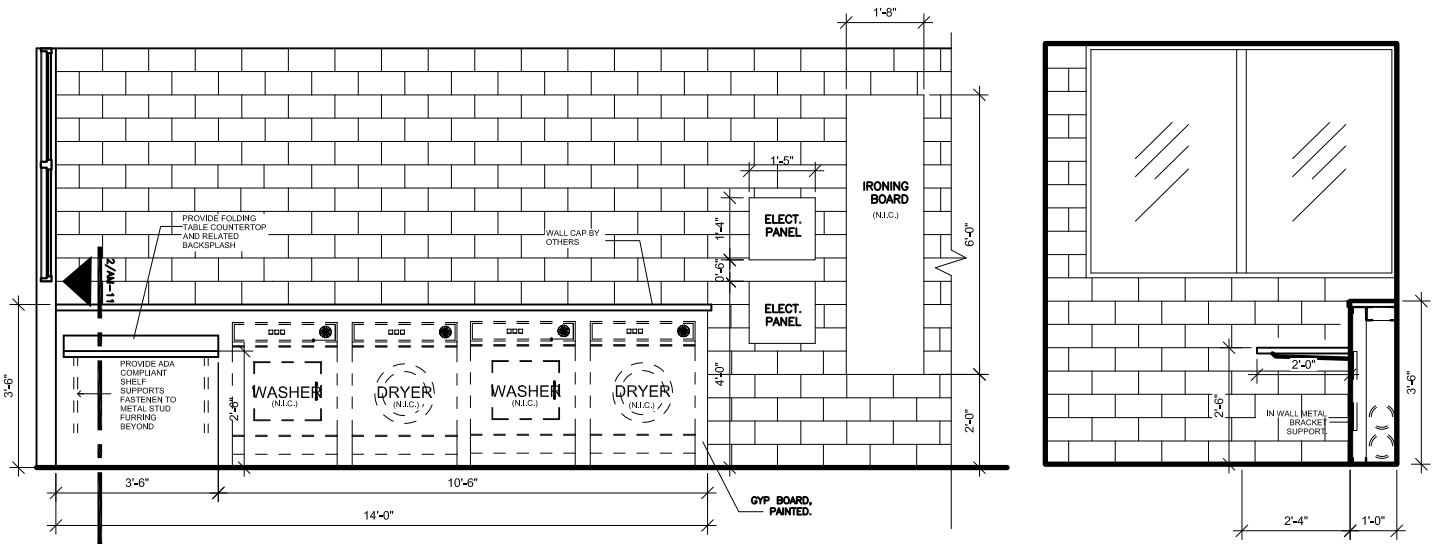 1'-8"
1'-5"
IRONING
BOARD
(N.I.C.)
ELECT.
PANEL
1'-4"
6'-0"
PROVIDE FOLDING
TABLE COUNTERTOP
AND RELATED
BACKSPLASH
WALL CAP BY
OTHERS
2/AN-11
0'-6"
ELECT.
PANEL
3'-6"
PROVIDE ADA
COMPLIANT
SHELF
SUPPORTS
FASTENEN TO
METAL STUD
FURRING
BEYOND
2'-6"
WASHER
(N.I.C.)
DRYER
(N.I.C.)
WASHER
(N.I.C.)
DRYER
(N.I.C.)
4'-0"
2'-0"
3'-6"
10'-6"
14'-0"
GYP BOARD,
PAINTED.
2'-0"
2'-6"
3'-6"
IN WALL METAL
BRACKET
SUPPORT.
2'-4"
1'-0"